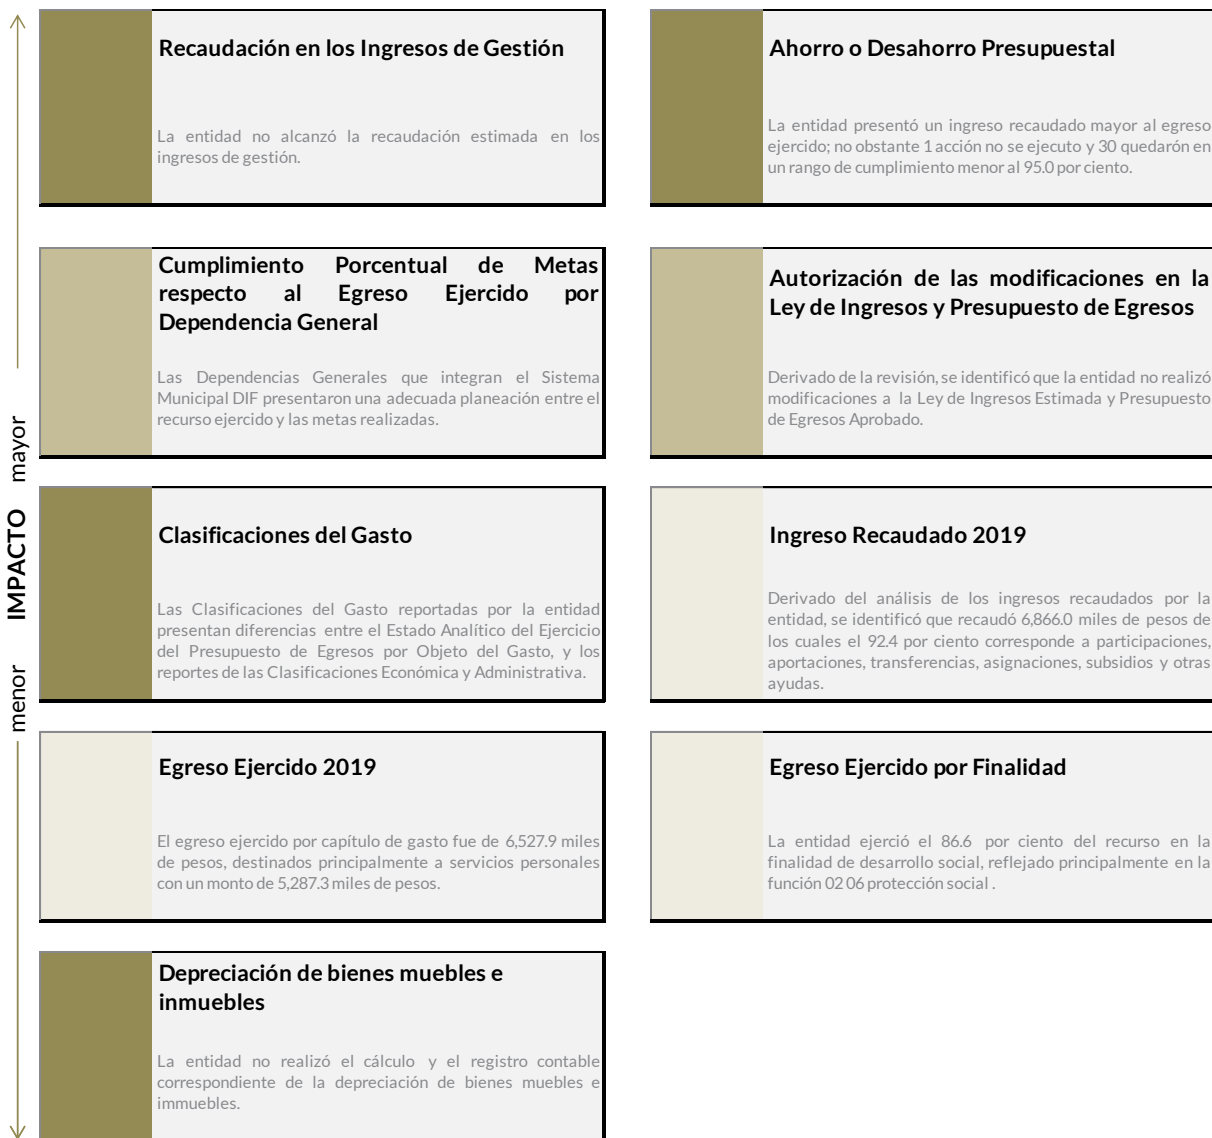 Recaudación en los Ingresos de Gestión
La entidad no alcanzó la recaudación estimada en los
ingresos de gestión.
Ahorro o Desahorro Presupuestal
La entidad presentó un ingreso recaudado mayor al egreso
ejercido; no obstante 1 acción no se ejecuto y 30 quedarón en
un rango de cumplimiento menor al 95.0 por ciento.
Cumplimiento Porcentual de Metas
respecto al Egreso Ejercido por
Dependencia General
Las Dependencias Generales que integran el Sistema
Municipal DIF presentaron una adecuada planeación entre el
recurso ejercido y las metas realizadas.
Autorización de las modificaciones en la
Ley de Ingresos y Presupuesto de Egresos
Derivado de la revisión, se identificó que la entidad no realizó
modificaciones a la Ley de Ingresos Estimada y Presupuesto
de Egresos Aprobado.
menor IMPACTO mayor
Clasificaciones del Gasto
Las Clasificaciones del Gasto reportadas por la entidad
presentan diferencias entre el Estado Analítico del Ejercicio
del Presupuesto de Egresos por Objeto del Gasto, y los
reportes de las Clasificaciones Económica y Administrativa.
Ingreso Recaudado 2019
Derivado del análisis de los ingresos recaudados por la
entidad, se identificó que recaudó 6,866.0 miles de pesos de
los cuales el 92.4 por ciento corresponde a participaciones,
aportaciones, transferencias, asignaciones, subsidios y otras
ayudas.
Egreso Ejercido 2019
El egreso ejercido por capítulo de gasto fue de 6,527.9 miles
de pesos, destinados principalmente a servicios personales
con un monto de 5,287.3 miles de pesos.
Egreso Ejercido por Finalidad
La entidad ejerció el 86.6 por ciento del recurso en la
finalidad de desarrollo social, reflejado principalmente en la
función 02 06 protección social .
Depreciación de bienes muebles e
inmuebles
La entidad no realizó el cálculo y el registro contable
correspondiente de la depreciación de bienes muebles e
immuebles.